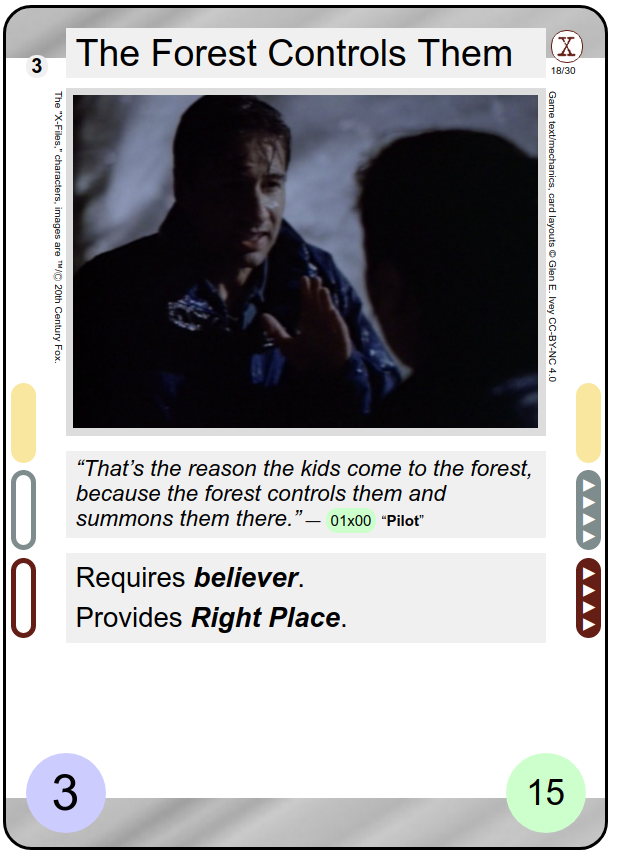 The Forest Controls Them
X
3
18/30
The "X-Files," characters, images are ™/© 20th Century Fox.
Game text/mechanics, card layouts © Glen E. Ivey CC-BY-NC 4.0
“That’s the reason the kids come to the forest,
because the forest controls them and
summons them there.” — 01x00 “Pilot”
Requires believer.
Provides Right Place.
3
15